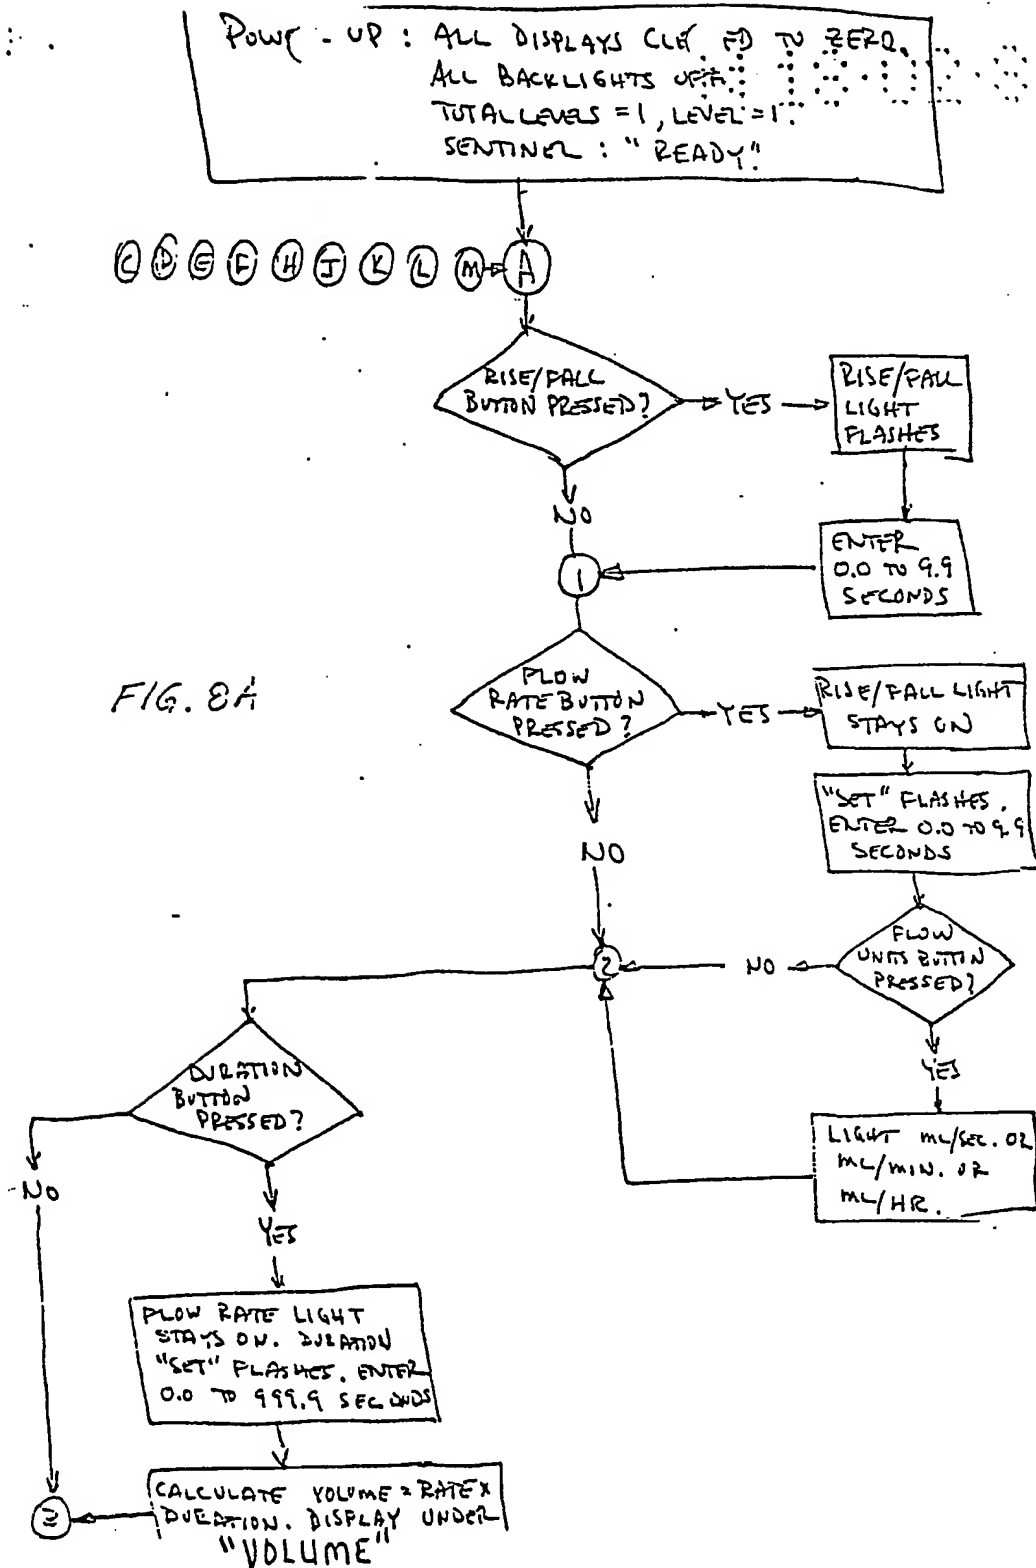 - UP : ALL DISPLAYS TO ZERO.
ALL BACKLIGHTS OFF.
TOTAL LEVELS = 1, LEVEL = 1.
SENTINEL : "READY".
C D E F H J K L M A
RISE/FALL
BUTTON PRESSED?
YES
RISE/FALL
LIGHT
FLASHES
NO
ENTER
0.0 TO 9.9
SECONDS
1
FIG. 8A
FLOW
RATE BUTTON
PRESSED?
YES
RISE/FALL LIGHT
STAYS ON
"SET" FLASHES.
ENTER 0.0 TO 9.9
SECONDS
NO
FLOW
UNITS BUTTON
PRESSED?
NO
2
YES
LIGHT ML/SEC. OR
ML/MIN. OR
ML/HR.
DURATION
BUTTON
PRESSED?
NO
YES
FLOW RATE LIGHT
STAYS ON. DURATION
"SET" FLASHES. ENTER
0.0 TO 999.9 SECONDS
CALCULATE VOLUME = RATE X
DURATION. DISPLAY UNDER
"VOLUME"